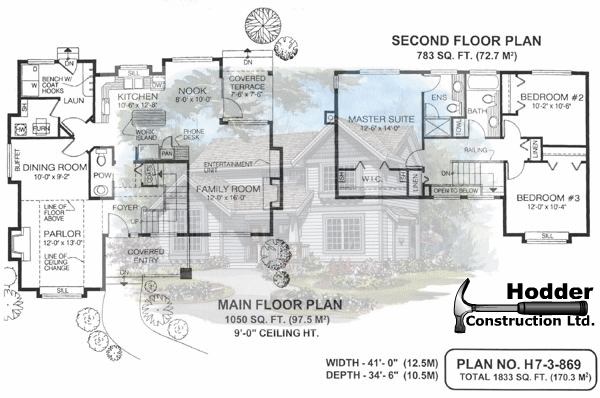 SECOND FLOOR PLAN
783 SQ. FT. (72.7 M²)
BENCH W/
COAT
HOOKS
W
D
LAUN
SH
HW
FURN
SILL
KITCHEN
10'-6" x 12'-8"
NOOK
8'-0" x 10'-0"
DN
COVERED
TERRACE
7'-6" x 7'-6"
WORK
ISLAND
PHONE
DESK
PAN
BUFFET
DINING ROOM
10'-0" x 9'-2"
POW
COATS
ENTERTAINMENT
UNIT
FAMILY ROOM
12'-0" x 16'-0"
LINE OF
FLOOR
ABOVE
FOYER
UP
PARLOR
12'-0" x 13'-0"
LINE OF
CEILING
CHANGE
COVERED
ENTRY
DN
SILL
MASTER SUITE
12'-6" x 14'-0"
ENS
BATH
TOWL
BEDROOM #2
10'-2" x 10'-6"
RAILING
LINEN
W.I.C.
SH
SH
LINEN
DN
OPEN TO BELOW
BEDROOM #3
12'-0" x 10'-4"
SILL
MAIN FLOOR PLAN
1050 SQ. FT. (97.5 M²)
9'-0" CEILING HT.
Hodder
Construction Ltd.
WIDTH - 41'- 0" (12.5M)
DEPTH - 34'- 6" (10.5M)
PLAN NO. H7-3-869
TOTAL 1833 SQ. FT. (170.3 M²)